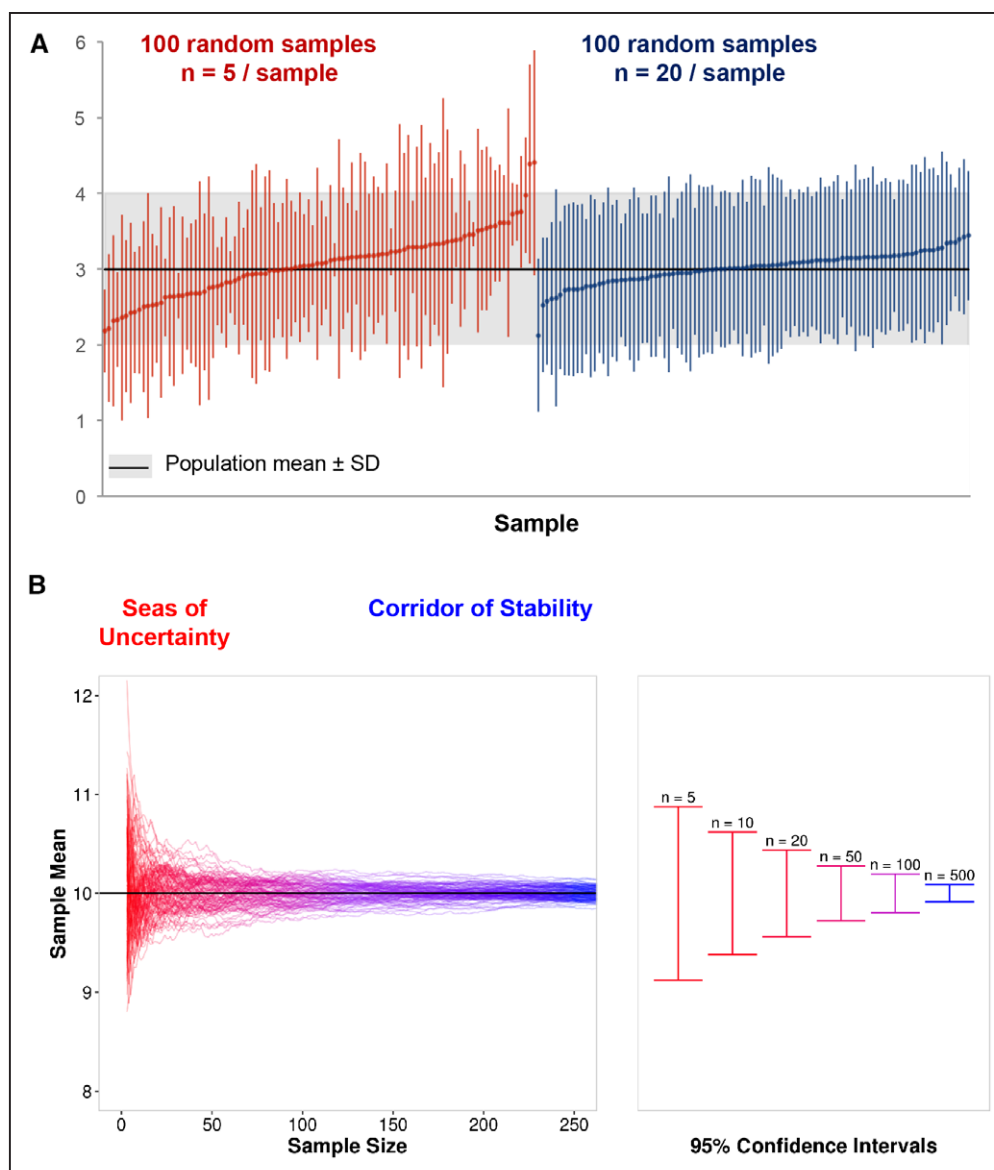 A
100 random samples
n = 5 / sample
100 random samples
n = 20 / sample
6
5
4
3
2
1
0
Population mean ± SD
Sample
B
Seas of
Uncertainty
Corridor of Stability
12
11
10
9
8
Sample Mean
0 50 100 150 200 250
Sample Size
n = 5
n = 10
n = 20
n = 50
n = 100
n = 500
95% Confidence Intervals